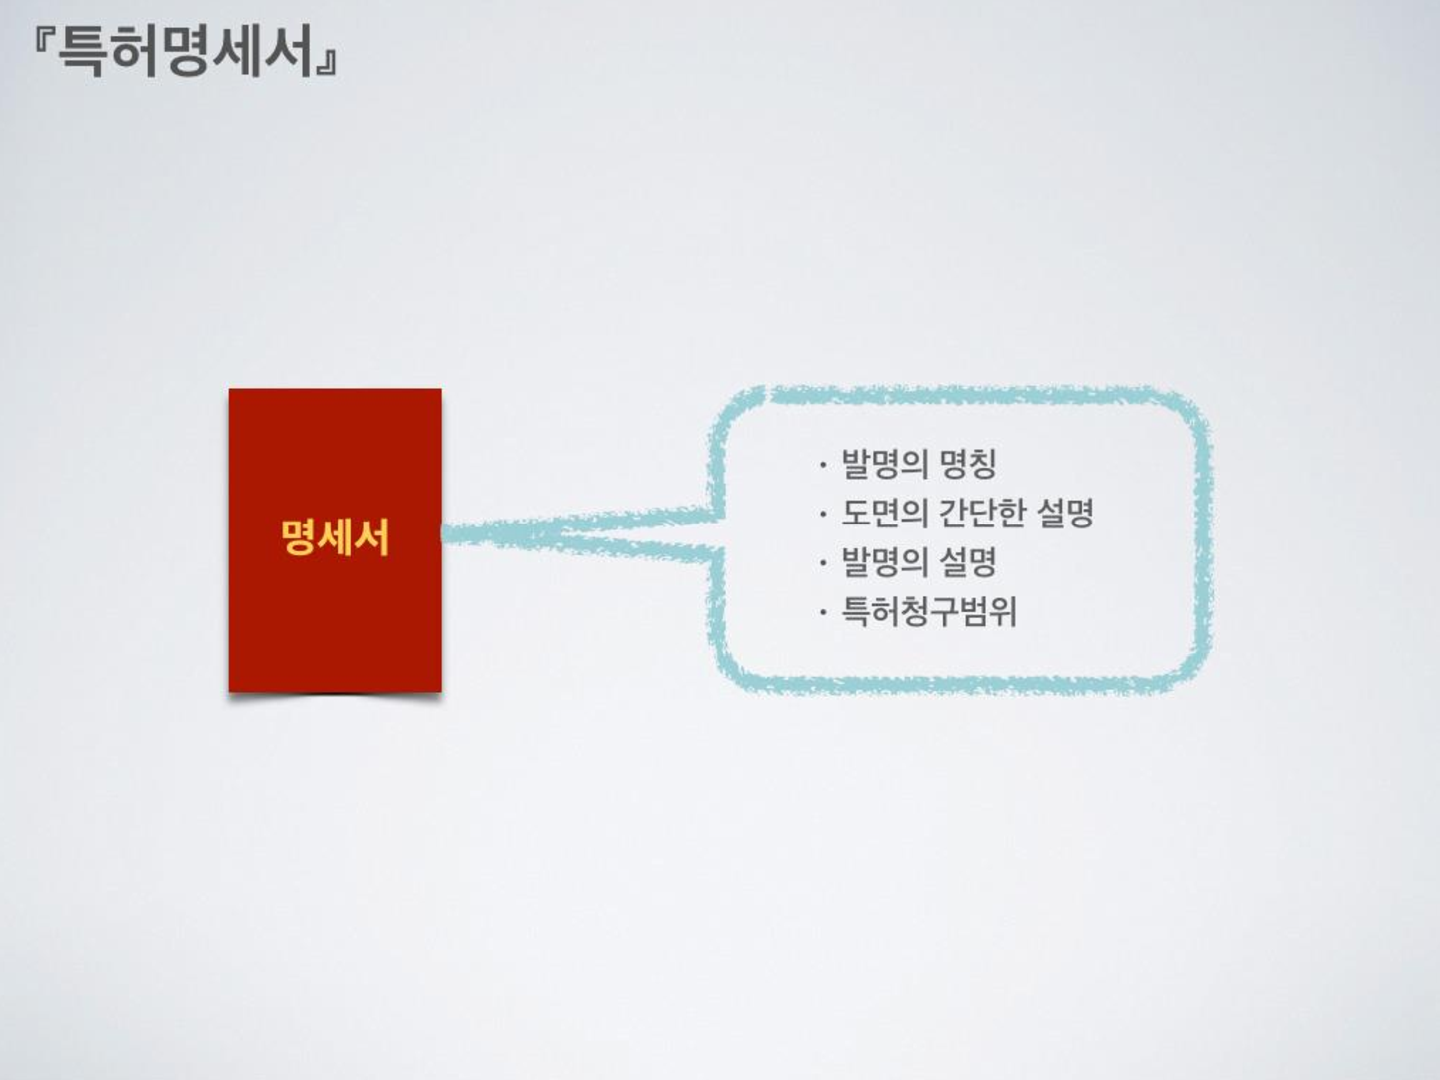 『특허명세서』
명세서
• 발명의 명칭
• 도면의 간단한 설명
• 발명의 설명
• 특허청구범위